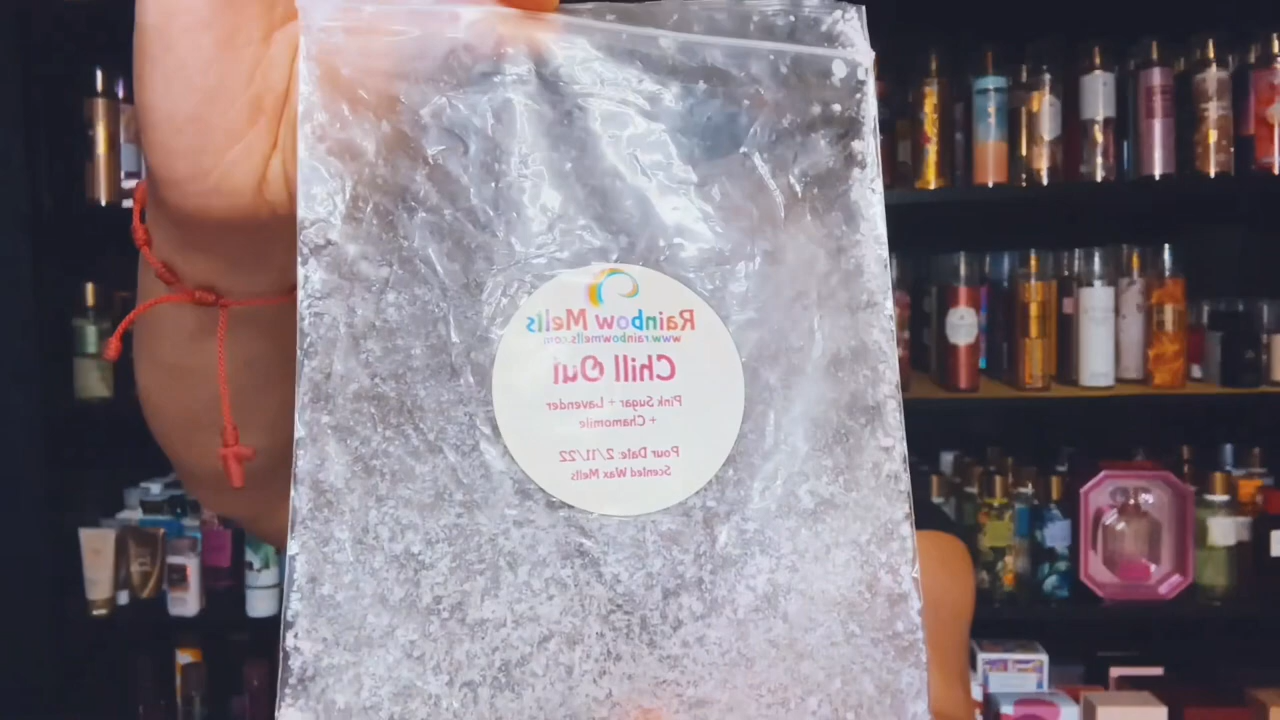 Rainbow Melts
www.rainbowmelts.com
Chill Out
Pink Sugar + Lavender
+ Chamomile
Pour Date: 2/11/22
Scented Wax Melts